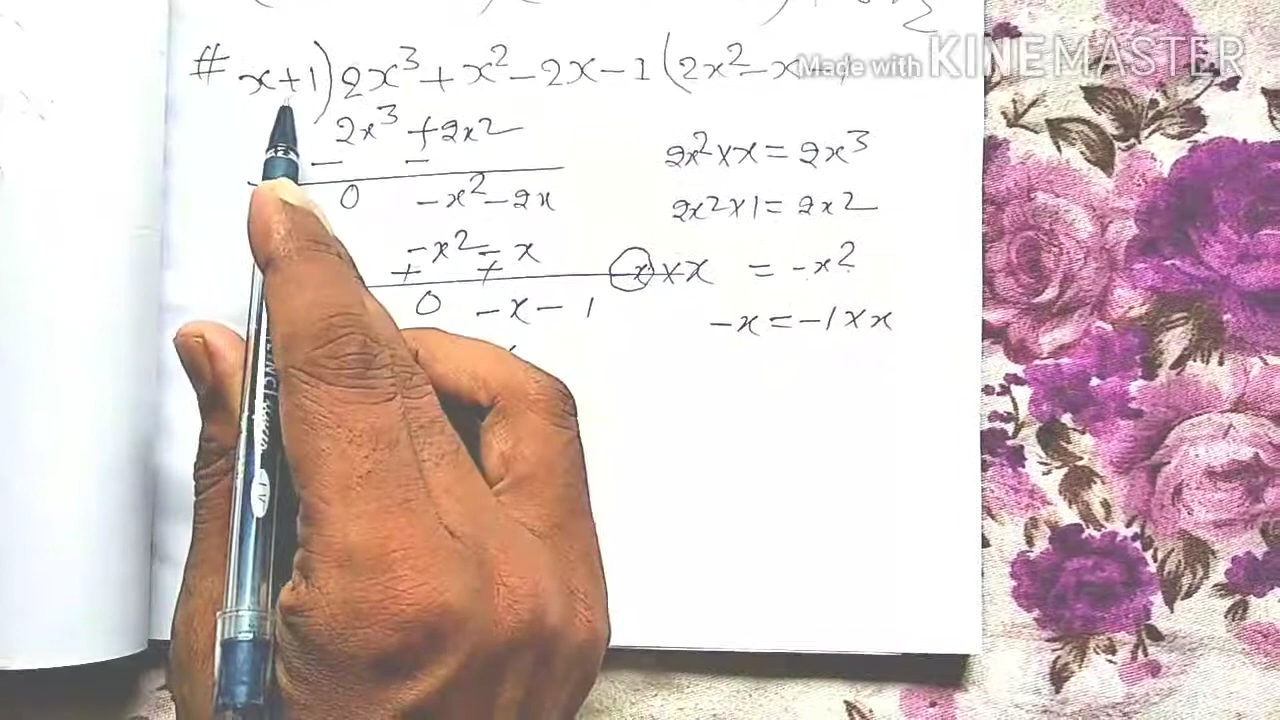 # x+1) 2x³ + x² - 2x - 1 (2x² - x - 1
Made with KINEMASTER
2x³ + 2x2
- -
0 -x² - 2x
-x² - x
+ +
0 -x - 1
2x² × x = 2x³
2x2 × 1 = 2x2
-x × x = -x²
-x = -1 × x